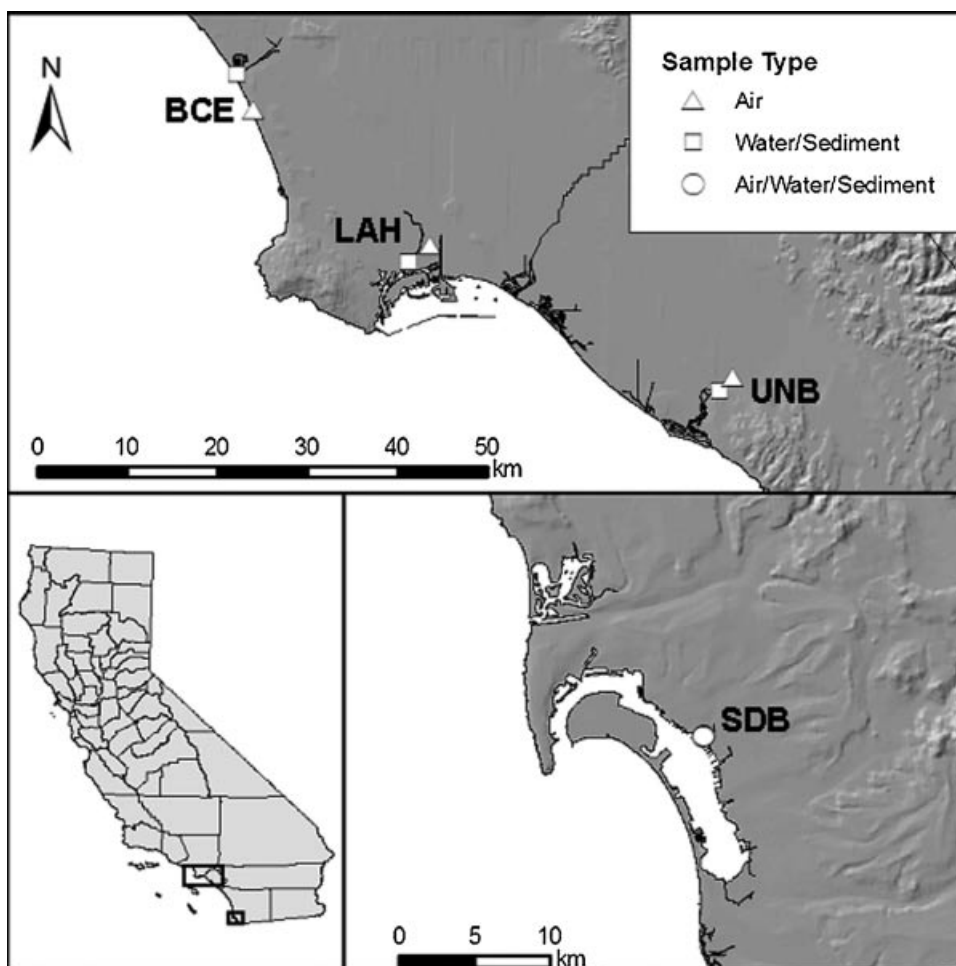 N
BCE
LAH
UNB
Sample Type
Air
Water/Sediment
Air/Water/Sediment
0 10 20 30 40 50
km
SDB
0 5 10
km